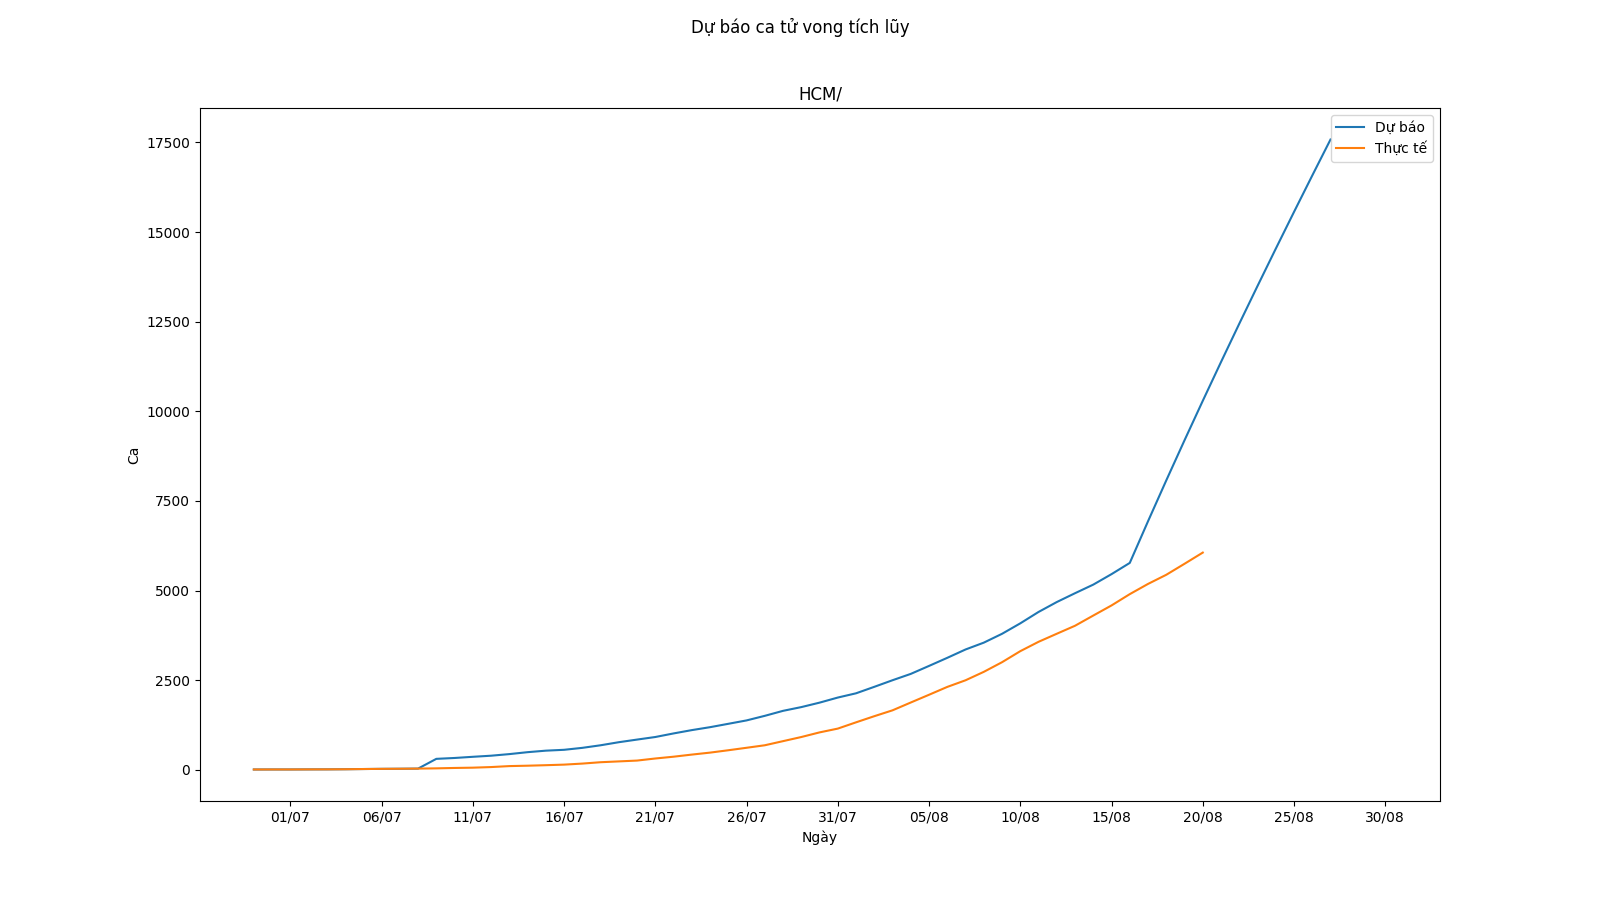 Dự báo ca tử vong tích lũy
HCM/
Dự báo
Thực tế
17500
15000
12500
10000
7500
5000
2500
0
Ca
01/07 06/07 11/07 16/07 21/07 26/07 31/07 05/08 10/08 15/08 20/08 25/08 30/08
Ngày